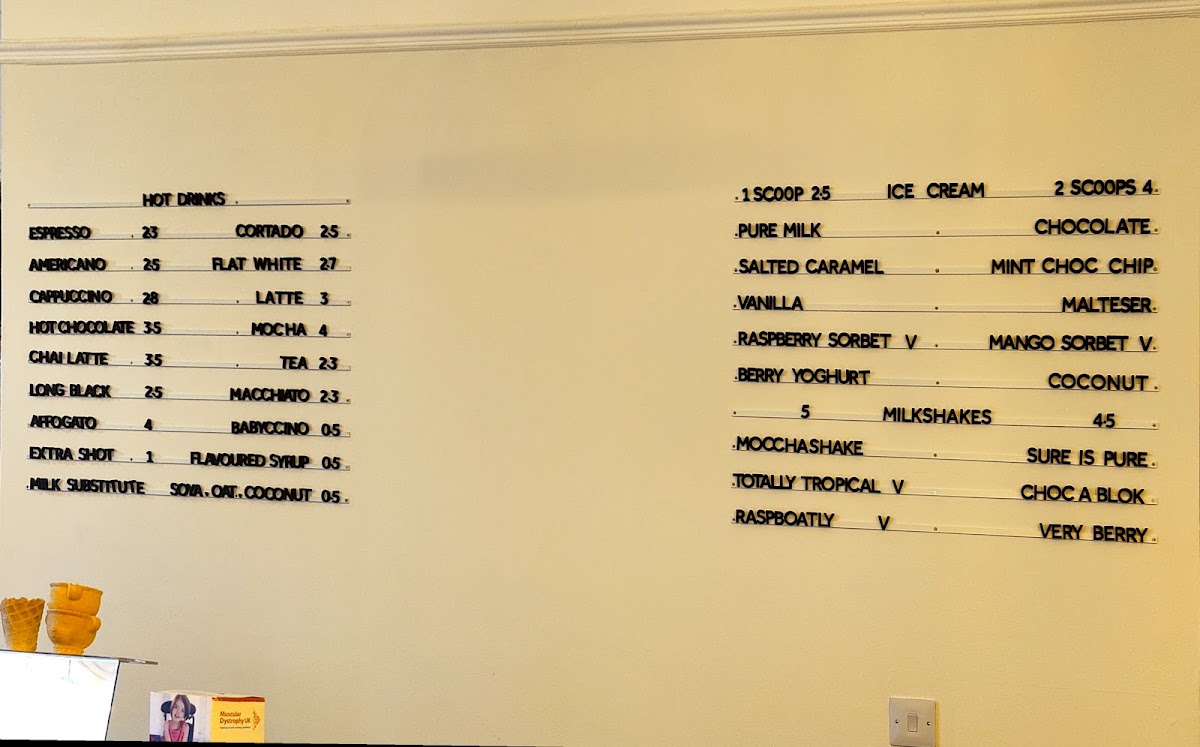 HOT DRINKS
ESPRESSO 2·3 CORTADO 2·5
AMERICANO 2·5 FLAT WHITE 2·7
CAPPUCCINO 2·8 LATTE 3
HOT CHOCOLATE 3·5 MOCHA 4
CHAI LATTE 3·5 TEA 2·3
LONG BLACK 2·5 MACCHIATO 2·3
AFFOGATO 4 BABYCCINO 0·5
EXTRA SHOT 1 FLAVOURED SYRUP 0·5
MILK SUBSTITUTE SOYA. OAT. COCONUT 0·5
1 SCOOP 2·5 ICE CREAM 2 SCOOPS 4
PURE MILK CHOCOLATE
SALTED CARAMEL MINT CHOC CHIP
VANILLA MALTESER
RASPBERRY SORBET V MANGO SORBET V
BERRY YOGHURT COCONUT
5 MILKSHAKES 4·5
MOCCHASHAKE SURE IS PURE
TOTALLY TROPICAL V CHOC A BLOK
RASPBOATLY V VERY BERRY
Muscular
Dystrophy UK